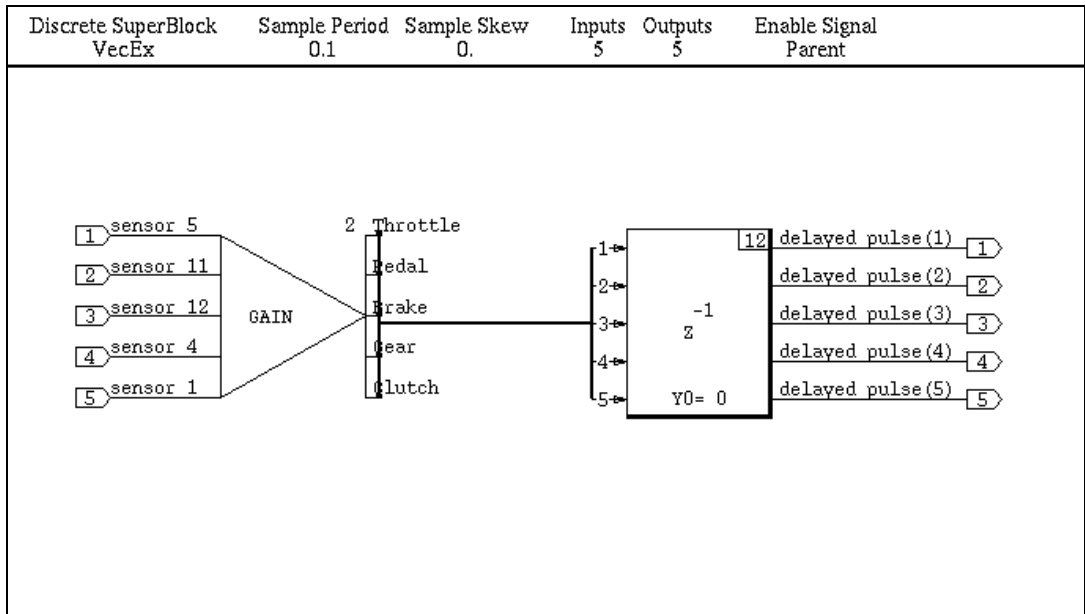 Discrete SuperBlock Sample Period Sample Skew Inputs Outputs Enable Signal
VecEx 0.1 0. 5 5 Parent
1 sensor 5
2 sensor 11
3 sensor 12
4 sensor 4
5 sensor 1
GAIN
2 Throttle
Pedal
Brake
Gear
Clutch
1
2
3
4
5
12
-1
Z
Y0= 0
delayed pulse(1) 1
delayed pulse(2) 2
delayed pulse(3) 3
delayed pulse(4) 4
delayed pulse(5) 5